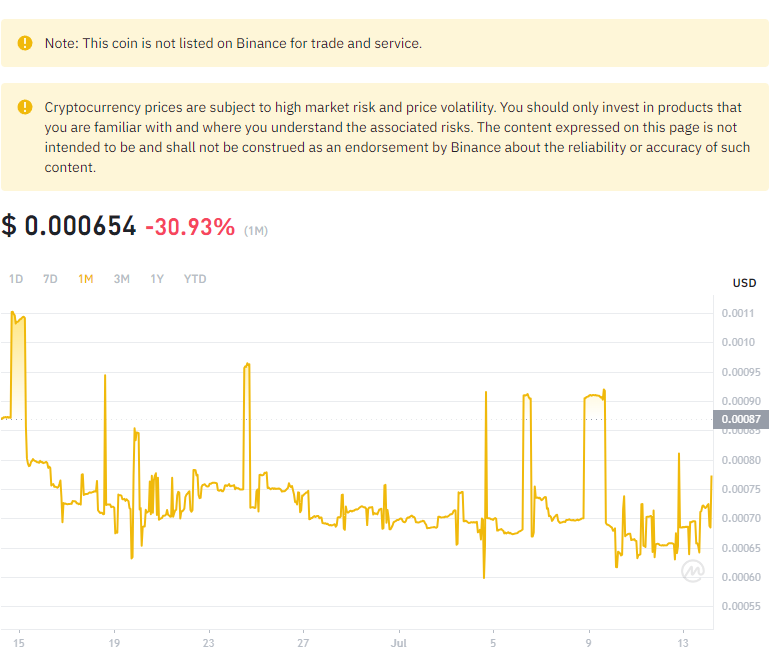 Note: This coin is not listed on Binance for trade and service.
Cryptocurrency prices are subject to high market risk and price volatility. You should only invest in products that
you are familiar with and where you understand the associated risks. The content expressed on this page is not
intended to be and shall not be construed as an endorsement by Binance about the reliability or accuracy of such
content.
$ 0.000654 -30.93% (1M)
1D 7D 1M 3M 1Y YTD
USD
0.0011
0.0010
0.00095
0.00090
0.00087
0.00085
0.00080
0.00075
0.00070
0.00065
0.00060
0.00055
15 19 23 27 Jul 5 9 13